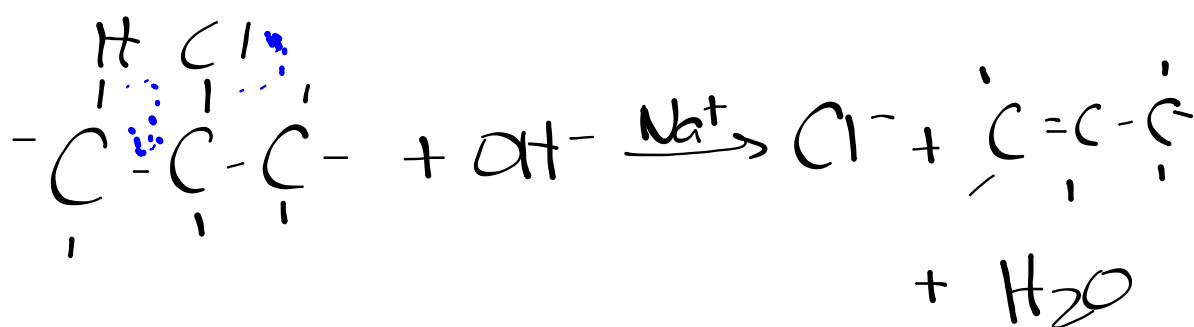 H Cl
- C - C - C - + OH⁻ Na⁺ → Cl⁻ + C = C - C -
+ H₂O